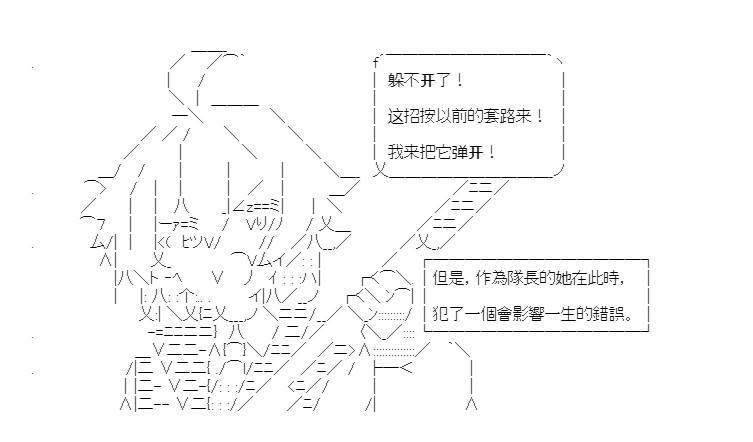 躲不开了！
这招按以前的套路来！
我来把它弹开！
但是，作為隊長的她在此時，
犯了一個會影響一生的錯誤。